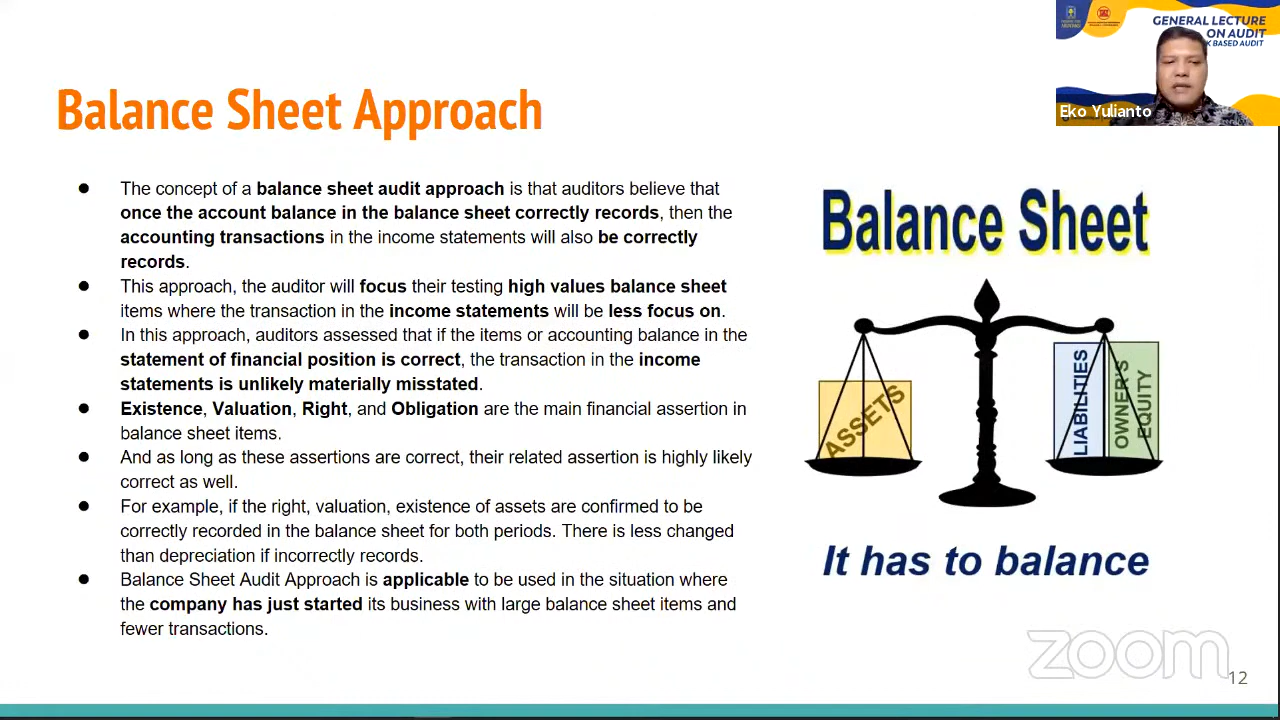 GENERAL LECTURE
ON AUDIT
BASED AUDIT
Eko Yulianto
Balance Sheet Approach
● The concept of a balance sheet audit approach is that auditors believe that
once the account balance in the balance sheet correctly records, then the
accounting transactions in the income statements will also be correctly
records.
● This approach, the auditor will focus their testing high values balance sheet
items where the transaction in the income statements will be less focus on.
● In this approach, auditors assessed that if the items or accounting balance in the
statement of financial position is correct, the transaction in the income
statements is unlikely materially misstated.
● Existence, Valuation, Right, and Obligation are the main financial assertion in
balance sheet items.
● And as long as these assertions are correct, their related assertion is highly likely
correct as well.
● For example, if the right, valuation, existence of assets are confirmed to be
correctly recorded in the balance sheet for both periods. There is less changed
than depreciation if incorrectly records.
● Balance Sheet Audit Approach is applicable to be used in the situation where
the company has just started its business with large balance sheet items and
fewer transactions.
Balance Sheet
ASSETS
LIABILITIES
OWNER'S
EQUITY
It has to balance
zoom
12